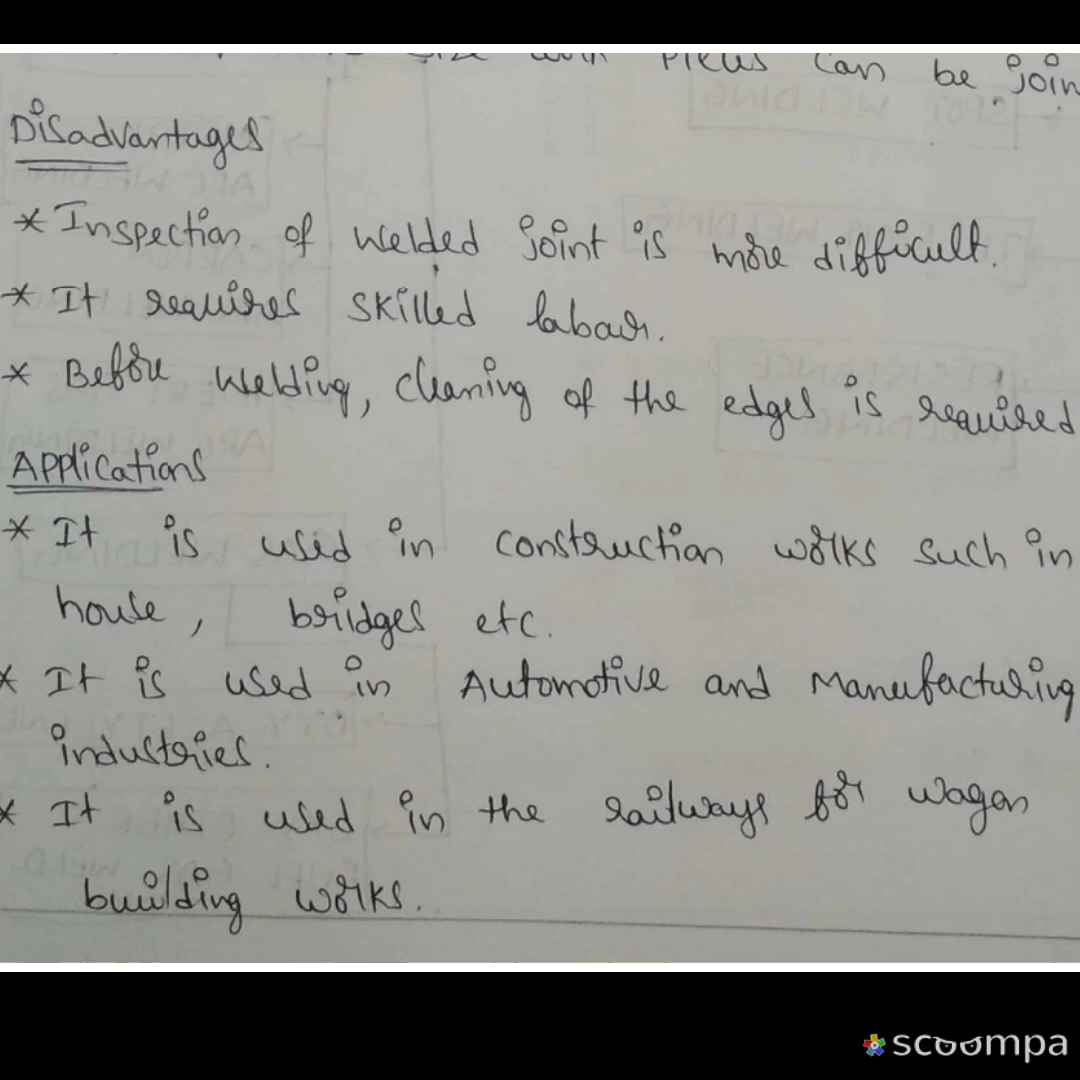 can be join
Disadvantages
* Inspection of welded joint is more difficult.
* It requires skilled labour.
* Before welding, cleaning of the edges is required
Applications
* It is used in construction works such in
house, bridges etc.
* It is used in Automotive and Manufacturing
industries.
* It is used in the railways for wagon
building works.
scoompa